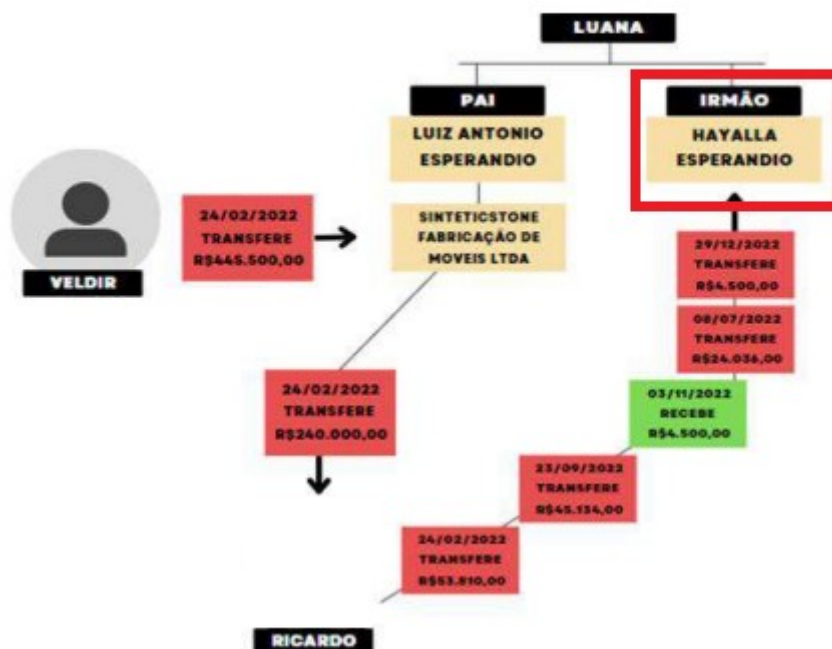 LUANA
PAI
IRMÃO
LUIZ ANTONIO
ESPERANDIO
HAYALLA
ESPERANDIO
SINTETICSTONE
FABRICAÇÃO DE
MOVEIS LTDA
24/02/2022
TRANSFERE
R$445.500,00
VELDIR
29/12/2022
TRANSFERE
R$4.500,00
08/07/2022
TRANSFERE
R$24.036,00
03/11/2022
RECEBE
R$4.500,00
24/02/2022
TRANSFERE
R$240.000,00
23/09/2022
TRANSFERE
R$45.134,00
24/02/2022
TRANSFERE
R$53.810,00
RICARDO